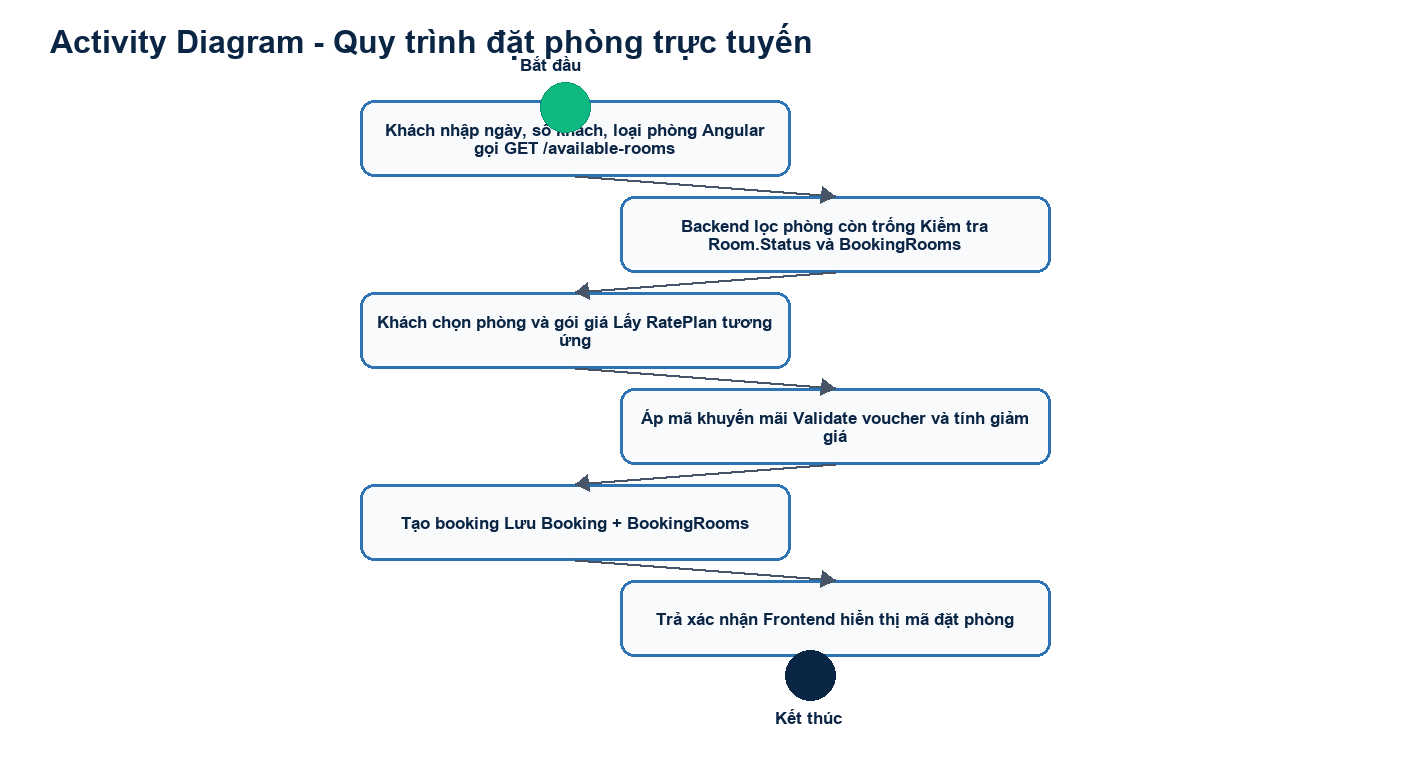 Activity Diagram - Quy trình đặt phòng trực tuyến
Bắt đầu
Khách nhập ngày, số khách, loại phòng Angular
gọi GET /available-rooms
Backend lọc phòng còn trống Kiểm tra
Room.Status và BookingRooms
Khách chọn phòng và gói giá Lấy RatePlan tương
ứng
Áp mã khuyến mãi Validate voucher và tính giảm
giá
Tạo booking Lưu Booking + BookingRooms
Trả xác nhận Frontend hiển thị mã đặt phòng
Kết thúc